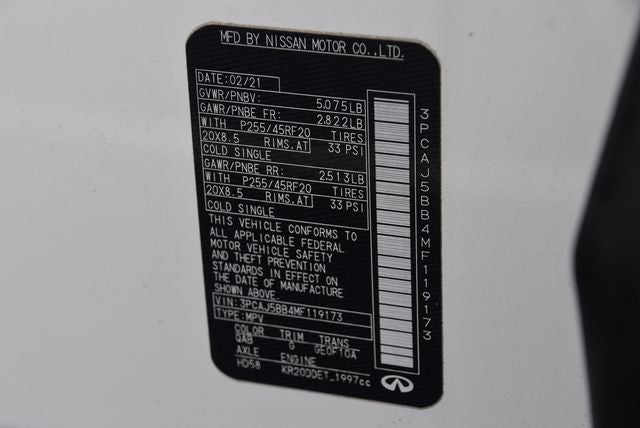 MFD BY NISSAN MOTOR CO.,LTD.
DATE:02/21
GVWR/PNBV: 5,075LB
GAWR/PNBE FR: 2,822LB
WITH P255/45RF20 TIRES
20X8.5 RIMS.AT 33 PSI
COLD SINGLE
GAWR/PNBE RR: 2,513LB
WITH P255/45RF20 TIRES
20X8.5 RIMS.AT 33 PSI
COLD SINGLE
THIS VEHICLE CONFORMS TO
ALL APPLICABLE FEDERAL
MOTOR VEHICLE SAFETY
AND THEFT PREVENTION
STANDARDS IN EFFECT ON
THE DATE OF MANUFACTURE
SHOWN ABOVE.
VIN:3PCAJ5BB4MF119173
TYPE:MPV
COLOR TRIM TRANS
QAB G GE0F10A
AXLE ENGINE
HD58 KR20DDET_1997cc
3PCAJ5BB4MF119173